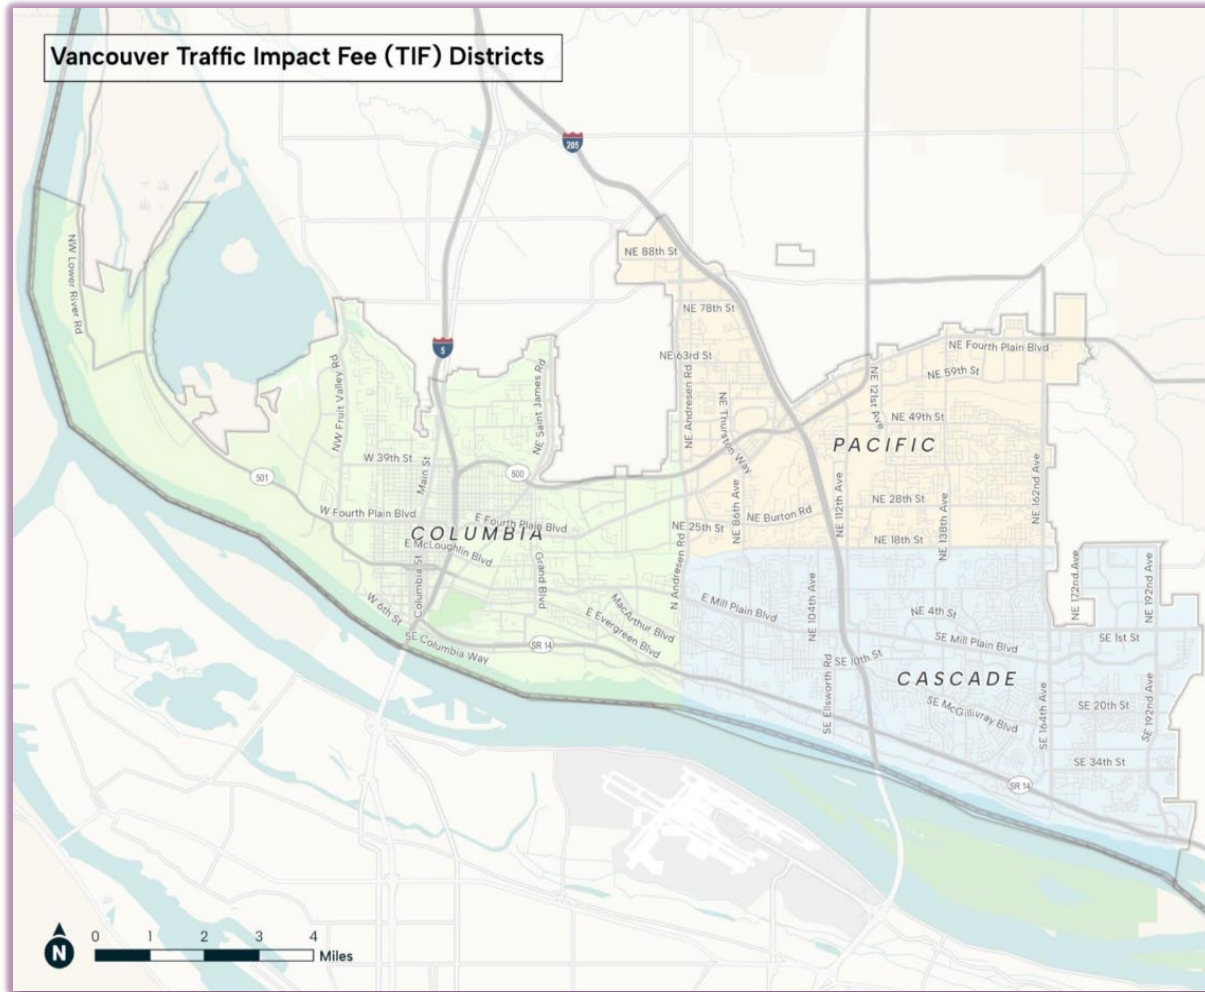 Vancouver Traffic Impact Fee (TIF) Districts
205
NE 88th St
NW Lower River Rd
NE 78th St
5
NE Fourth Plain Blvd
NE 63rd St
NE 59th St
NW Fruit Valley Rd
NE Saint James Rd
NE Andresen Rd
NE Thurston Way
NE 121st Ave
NE 49th St
PACIFIC
W 39th St
Main St
500
501
NE 86th Ave
NE 112th Ave
NE 28th St
NE 138th Ave
NE 162nd Ave
W Fourth Plain Blvd
E Fourth Plain Blvd
NE Burton Rd
COLUMBIA
NE 25th St
NE 18th St
E McLoughlin Blvd
Grand Blvd
Columbia St
N Andresen Rd
NE 172nd Ave
NE 192nd Ave
W 6th St
MacArthur Blvd
E Mill Plain Blvd
NE 104th Ave
NE 4th St
E Evergreen Blvd
SE Columbia Way
SR 14
SE Mill Plain Blvd
SE 1st St
SE 10th St
CASCADE
SE Ellsworth Rd
SE McGillivray Blvd
SE 164th Ave
SE 20th St
SE 192nd Ave
SE 34th St
SR 14
N
0 1 2 3 4
Miles